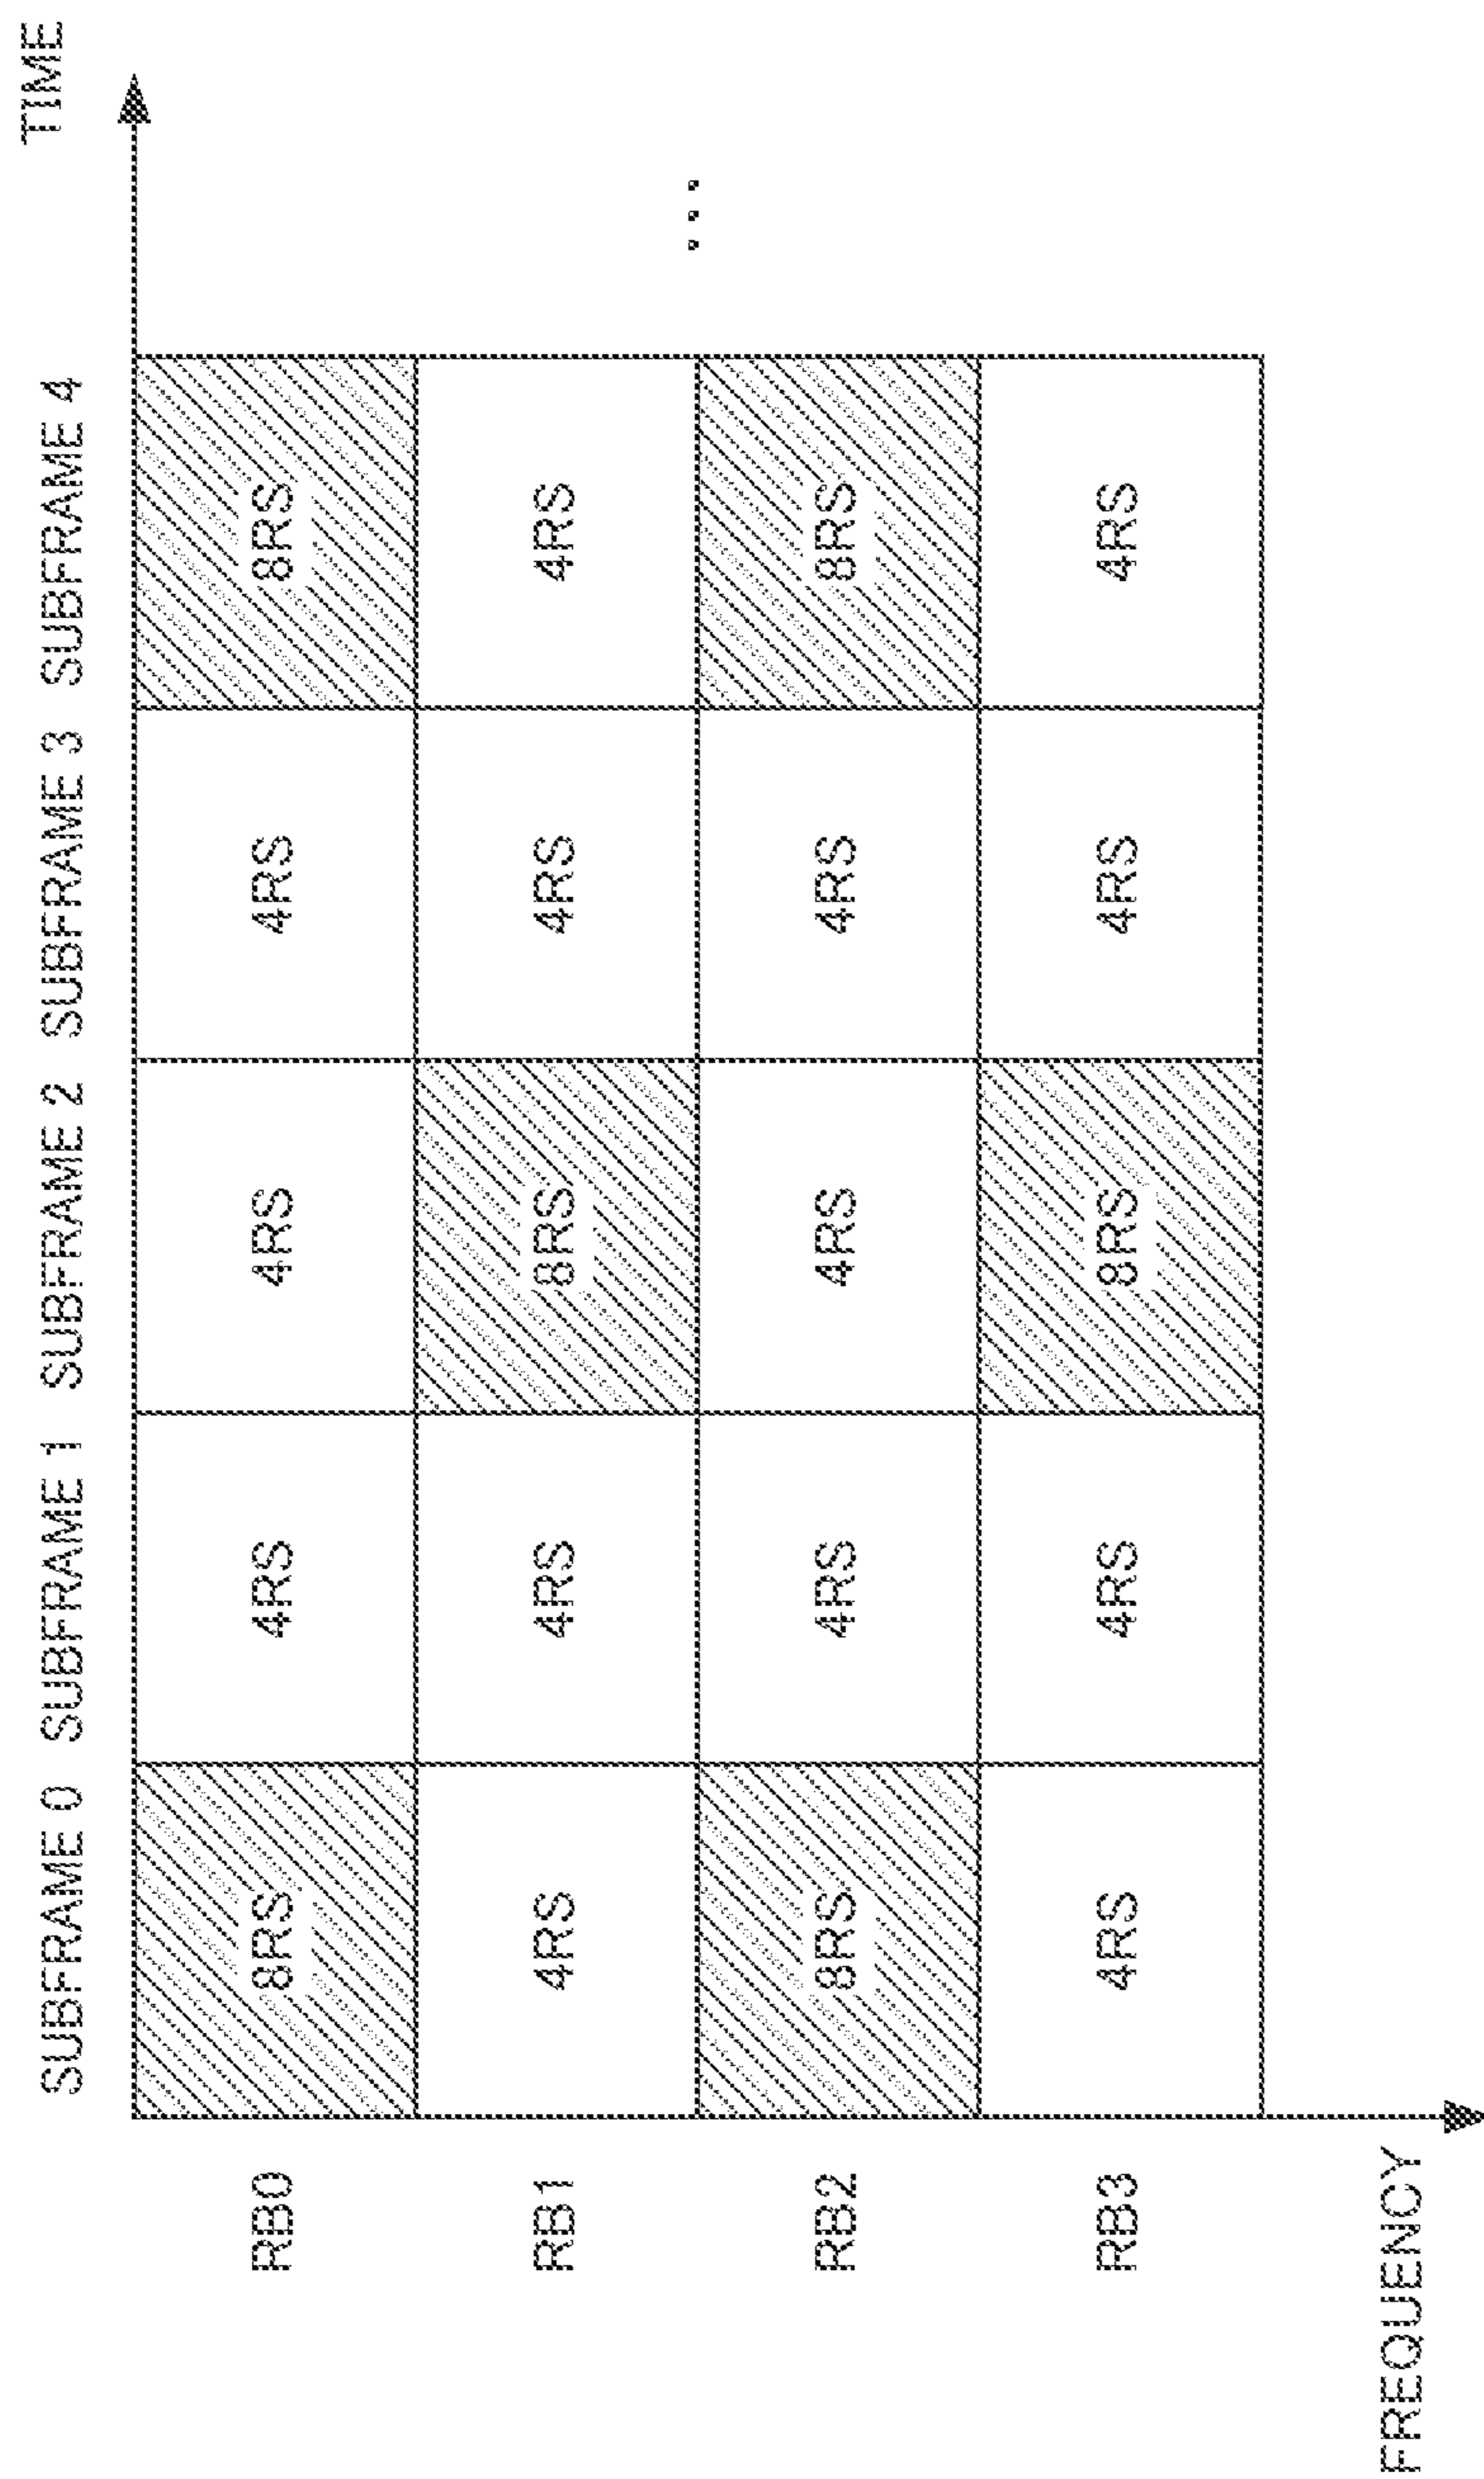 TIME
SUBFRAME 0 SUBFRAME 1 SUBFRAME 2 SUBFRAME 3 SUBFRAME 4
RB0 8RS 4RS 4RS 4RS 8RS
RB1 4RS 4RS 8RS 4RS 4RS
RB2 8RS 4RS 4RS 4RS 8RS
...
RB3 4RS 4RS 8RS 4RS 4RS
FREQUENCY